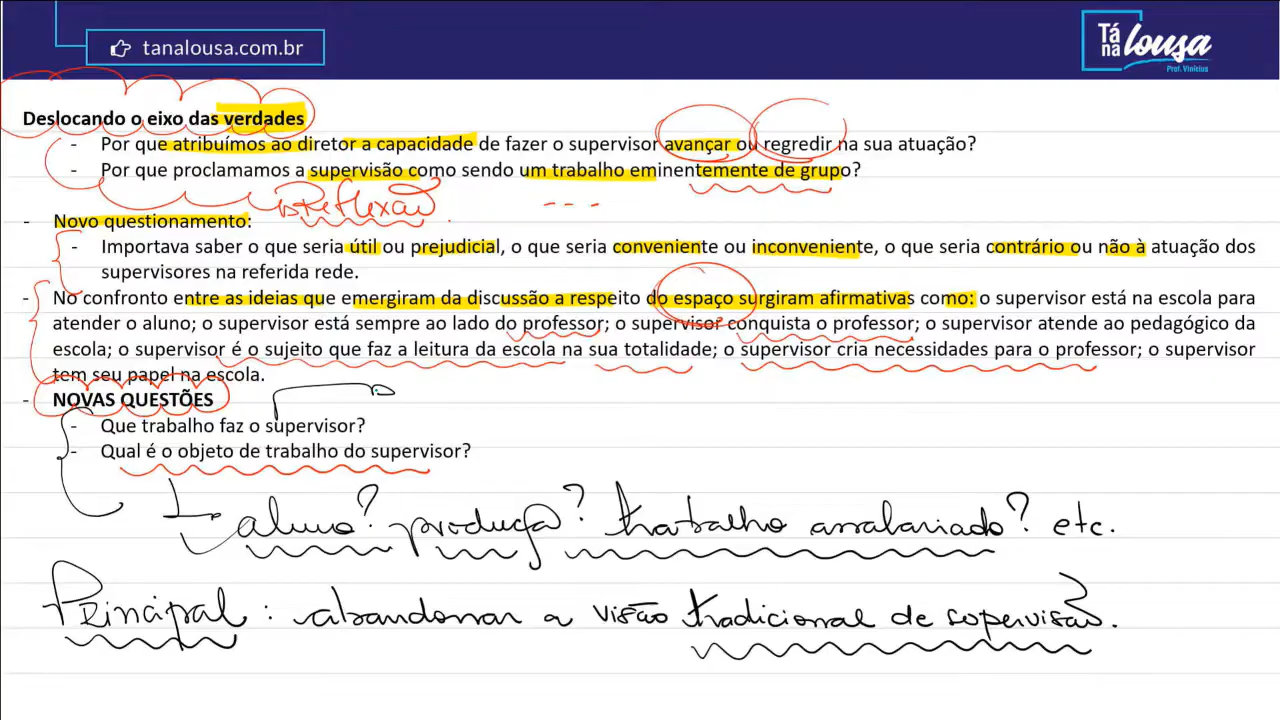 tanalousa.com.br
Tá na lousa
Prof. Vinícius
Deslocando o eixo das verdades
- Por que atribuímos ao diretor a capacidade de fazer o supervisor avançar ou regredir na sua atuação?
- Por que proclamamos a supervisão como sendo um trabalho eminentemente de grupo?
Reflexão
- Novo questionamento:
- Importava saber o que seria útil ou prejudicial, o que seria conveniente ou inconveniente, o que seria contrário ou não à atuação dos
supervisores na referida rede.
- No confronto entre as ideias que emergiram da discussão a respeito do espaço surgiram afirmativas como: o supervisor está na escola para
atender o aluno; o supervisor está sempre ao lado do professor; o supervisor conquista o professor; o supervisor atende ao pedagógico da
escola; o supervisor é o sujeito que faz a leitura da escola na sua totalidade; o supervisor cria necessidades para o professor; o supervisor
tem seu papel na escola.
- NOVAS QUESTÕES
- Que trabalho faz o supervisor?
- Qual é o objeto de trabalho do supervisor?
aluno? produção? trabalho assalariado? etc.
Principal: abandonar a visão tradicional de supervisão.